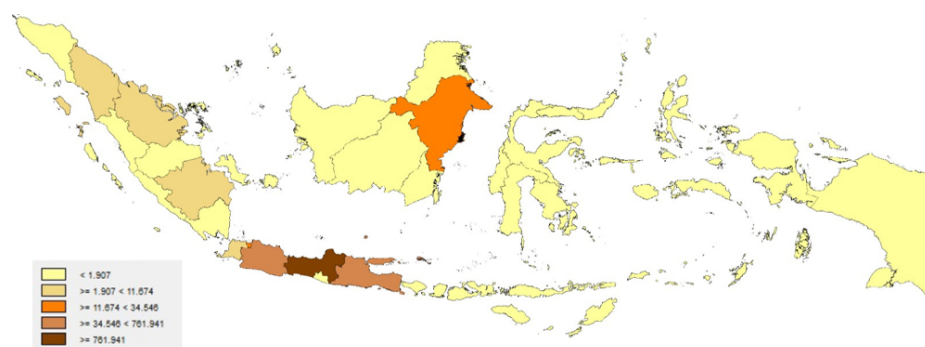 < 1.907
>= 1.907 < 11.674
>= 11.674 < 34.546
>= 34.546 < 761.941
>= 761.941